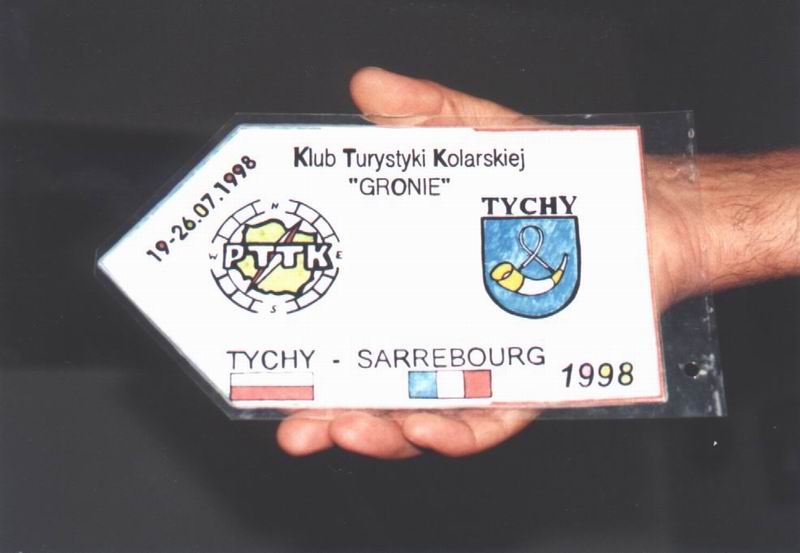 Klub Turystyki Kolarskiej
"GRONIE"
19-26.07.1998
N
W PTTK E
S
TYCHY
TYCHY - SARREBOURG
1998